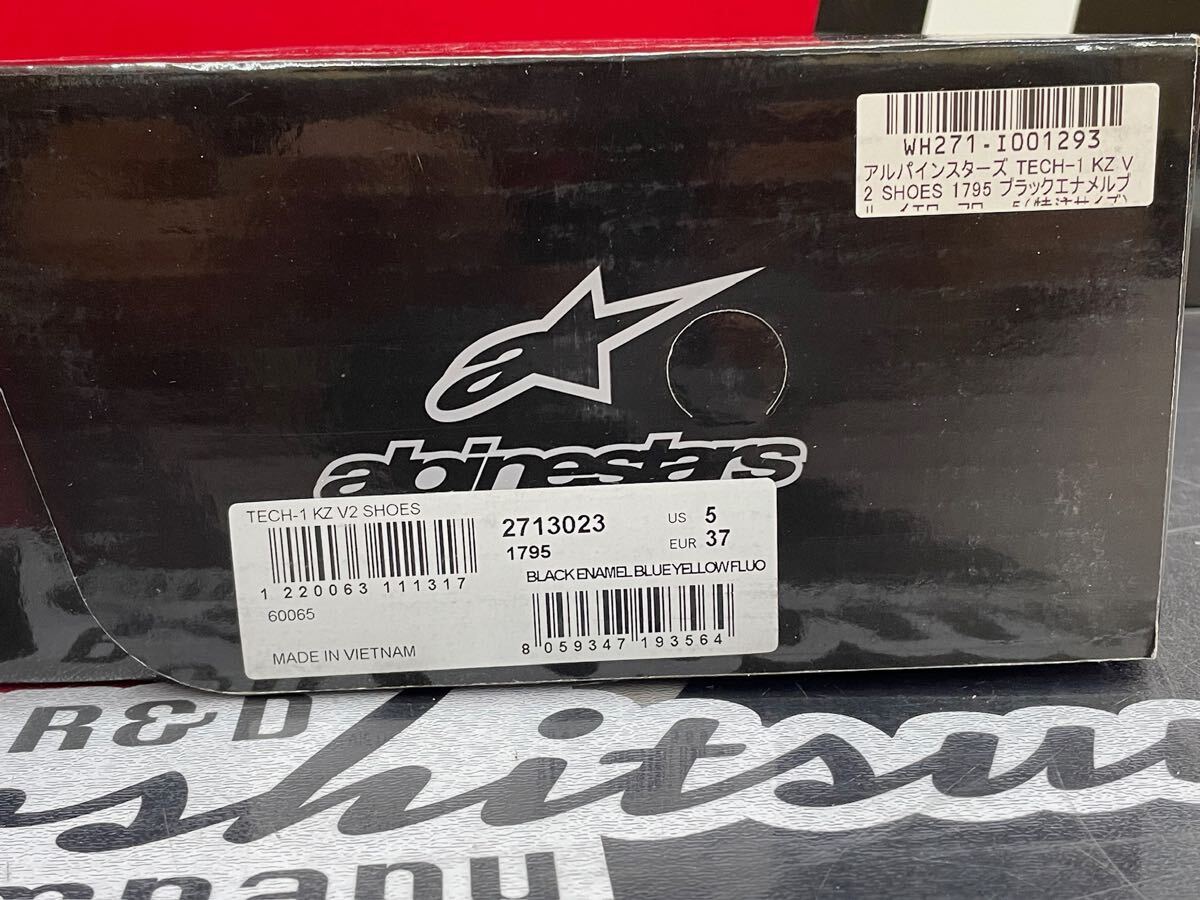 WH271-I001293
アルパインスターズ TECH-1 KZ V
2 SHOES 1795 ブラックエナメルブ
alpinestars
TECH-1 KZ V2 SHOES
2713023
US 5
1795
EUR 37
BLACK ENAMEL BLUE YELLOW FLUO
1 220063 111317
60065
8 059347 193564
MADE IN VIETNAM
R&D